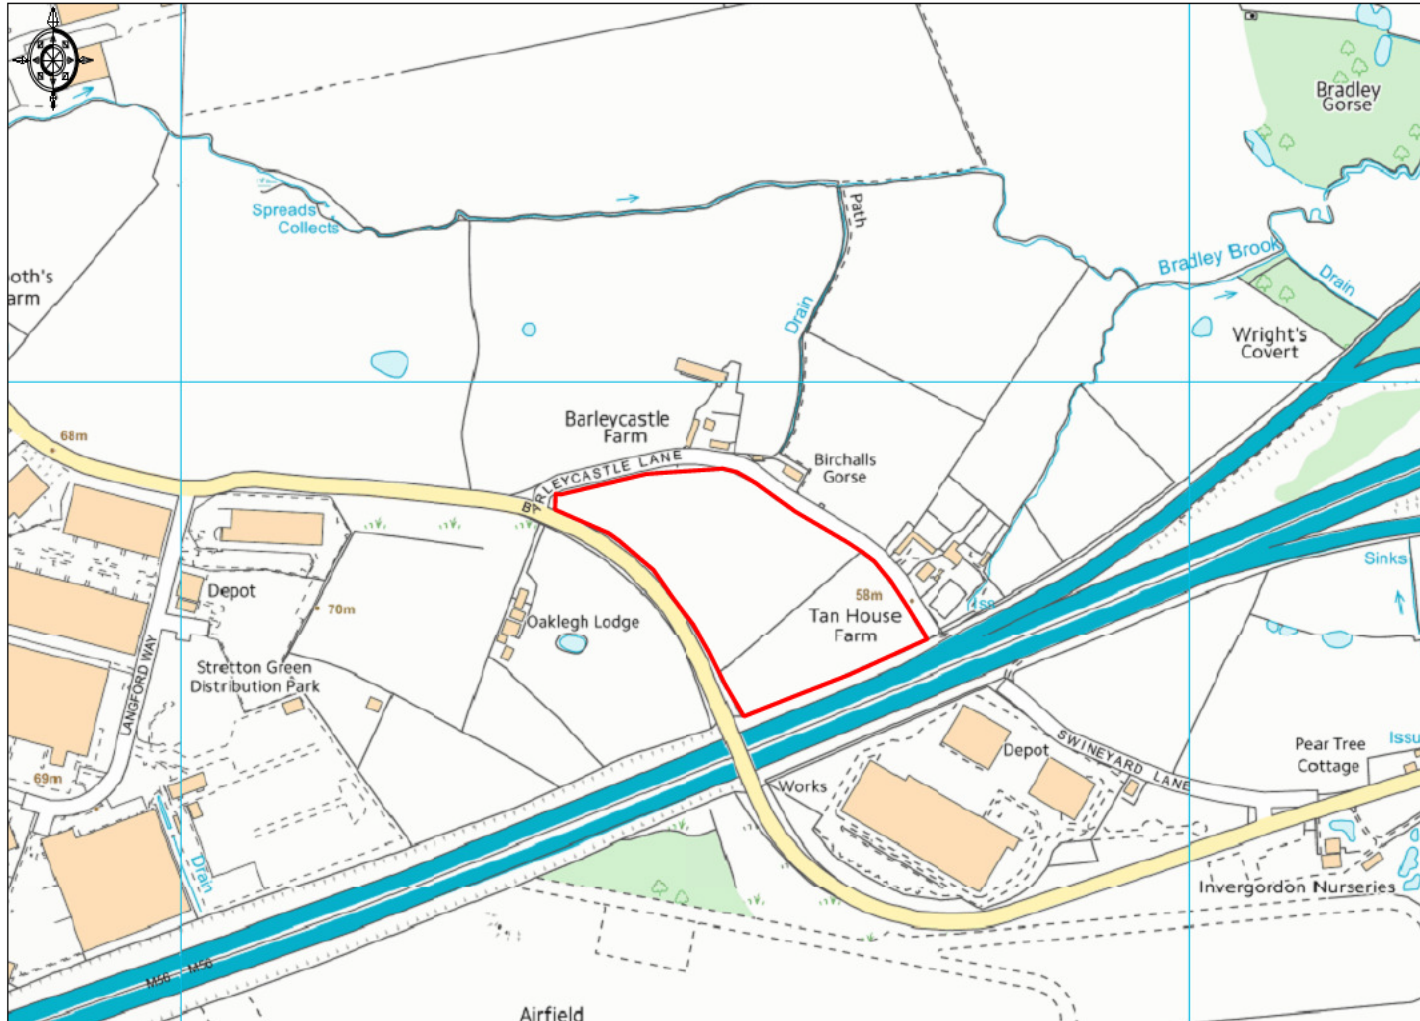 Bradley
Gorse
Path
Spreads
Collects
Bradley Brook
Drain
oth's
arm
Drain
Wright's
Covert
Barleycastle
Farm
68m
BARLEYCASTLE LANE
Birchalls
Gorse
Sinks
Depot
70m
58m
Tan House
Farm
Oaklegh Lodge
Iss
LANGFORD WAY
Stretton Green
Distribution Park
SWINEYARD LANE
Depot
Pear Tree
Cottage
Issu
69m
Works
Drain
Invergordon Nurseries
M56
M56
Airfield